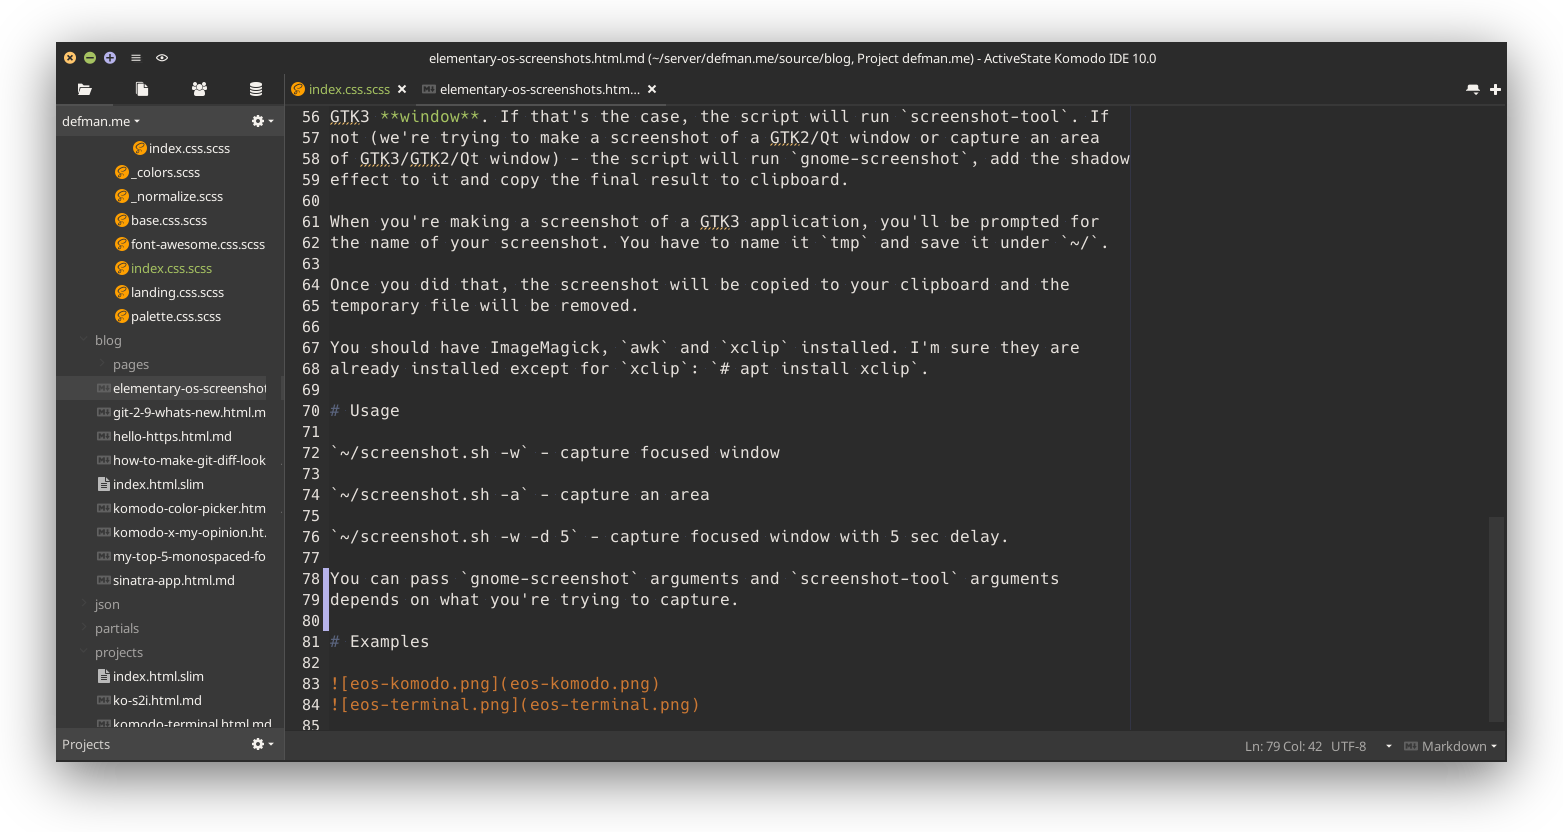 elementary-os-screenshots.html.md (~/server/defman.me/source/blog, Project defman.me) - ActiveState Komodo IDE 10.0
index.css.scss
elementary-os-screenshots.htm...
defman.me
index.css.scss
_colors.scss
_normalize.scss
base.css.scss
font-awesome.css.scss
index.css.scss
landing.css.scss
palette.css.scss
blog
pages
elementary-os-screenshot
git-2-9-whats-new.html.m
hello-https.html.md
how-to-make-git-diff-look
index.html.slim
komodo-color-picker.htm
komodo-x-my-opinion.ht.
my-top-5-monospaced-fo
sinatra-app.html.md
json
partials
projects
index.html.slim
ko-s2i.html.md
komodo-terminal.html.md
Projects
56 GTK3 **window**. If that's the case, the script will run `screenshot-tool`. If
57 not (we're trying to make a screenshot of a GTK2/Qt window or capture an area
58 of GTK3/GTK2/Qt window) - the script will run `gnome-screenshot`, add the shadow
59 effect to it and copy the final result to clipboard.
60
61 When you're making a screenshot of a GTK3 application, you'll be prompted for
62 the name of your screenshot. You have to name it `tmp` and save it under `~/`.
63
64 Once you did that, the screenshot will be copied to your clipboard and the
65 temporary file will be removed.
66
67 You should have ImageMagick, `awk` and `xclip` installed. I'm sure they are
68 already installed except for `xclip`: `# apt install xclip`.
69
70 # Usage
71
72 `~/screenshot.sh -w` - capture focused window
73
74 `~/screenshot.sh -a` - capture an area
75
76 `~/screenshot.sh -w -d 5` - capture focused window with 5 sec delay.
77
78 You can pass `gnome-screenshot` arguments and `screenshot-tool` arguments
79 depends on what you're trying to capture.
80
81 # Examples
82
83 ![eos-komodo.png](eos-komodo.png)
84 ![eos-terminal.png](eos-terminal.png)
85
Ln: 79 Col: 42 UTF-8 Markdown